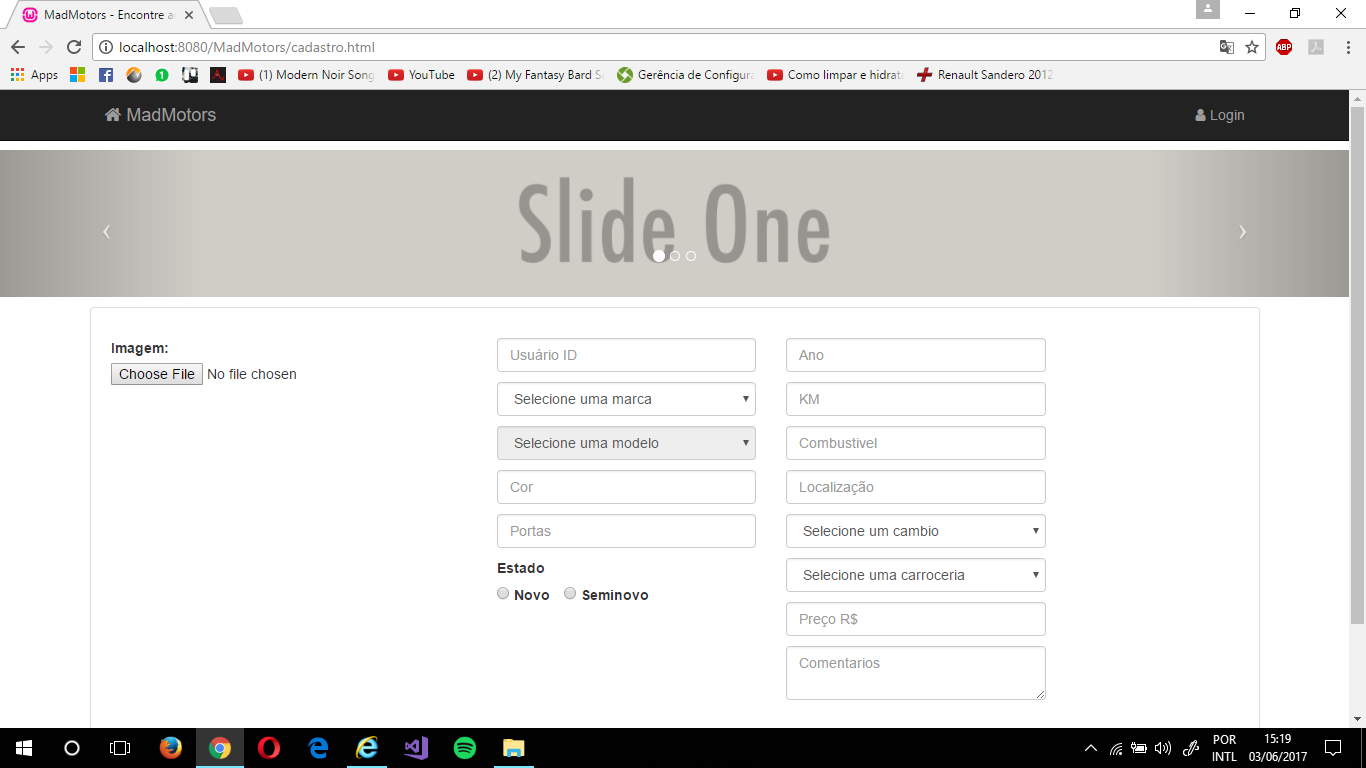 MadMotors - Encontre a
localhost:8080/MadMotors/cadastro.html
ABP
Apps
(1) Modern Noir Song
YouTube
(2) My Fantasy Bard S
Gerência de Configura
Como limpar e hidrata
Renault Sandero 2012
MadMotors
Login
Slide One
Imagem:
Choose File No file chosen
Usuário ID
Selecione uma marca
Selecione uma modelo
Cor
Portas
Estado
Novo Seminovo
Ano
KM
Combustivel
Localização
Selecione um cambio
Selecione uma carroceria
Preço R$
Comentarios
POR
INTL
15:19
03/06/2017